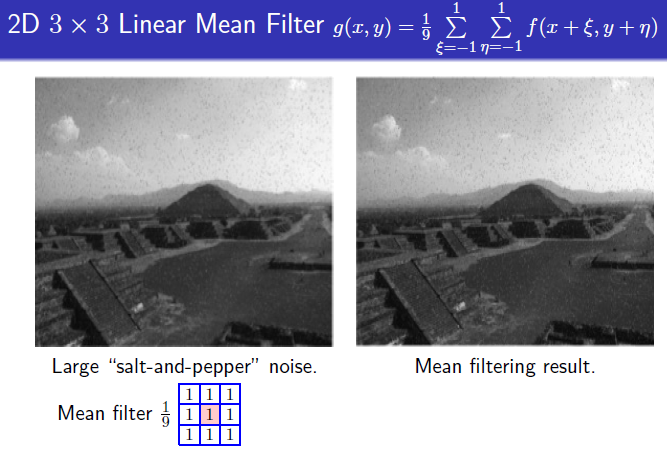 2D 3 × 3 Linear Mean Filter g(x, y) = 1/9 ∑_{ξ=−1}^{1} ∑_{η=−1}^{1} f(x + ξ, y + η)
Large “salt-and-pepper” noise.
Mean filtering result.
Mean filter 1/9
1 1 1
1 1 1
1 1 1